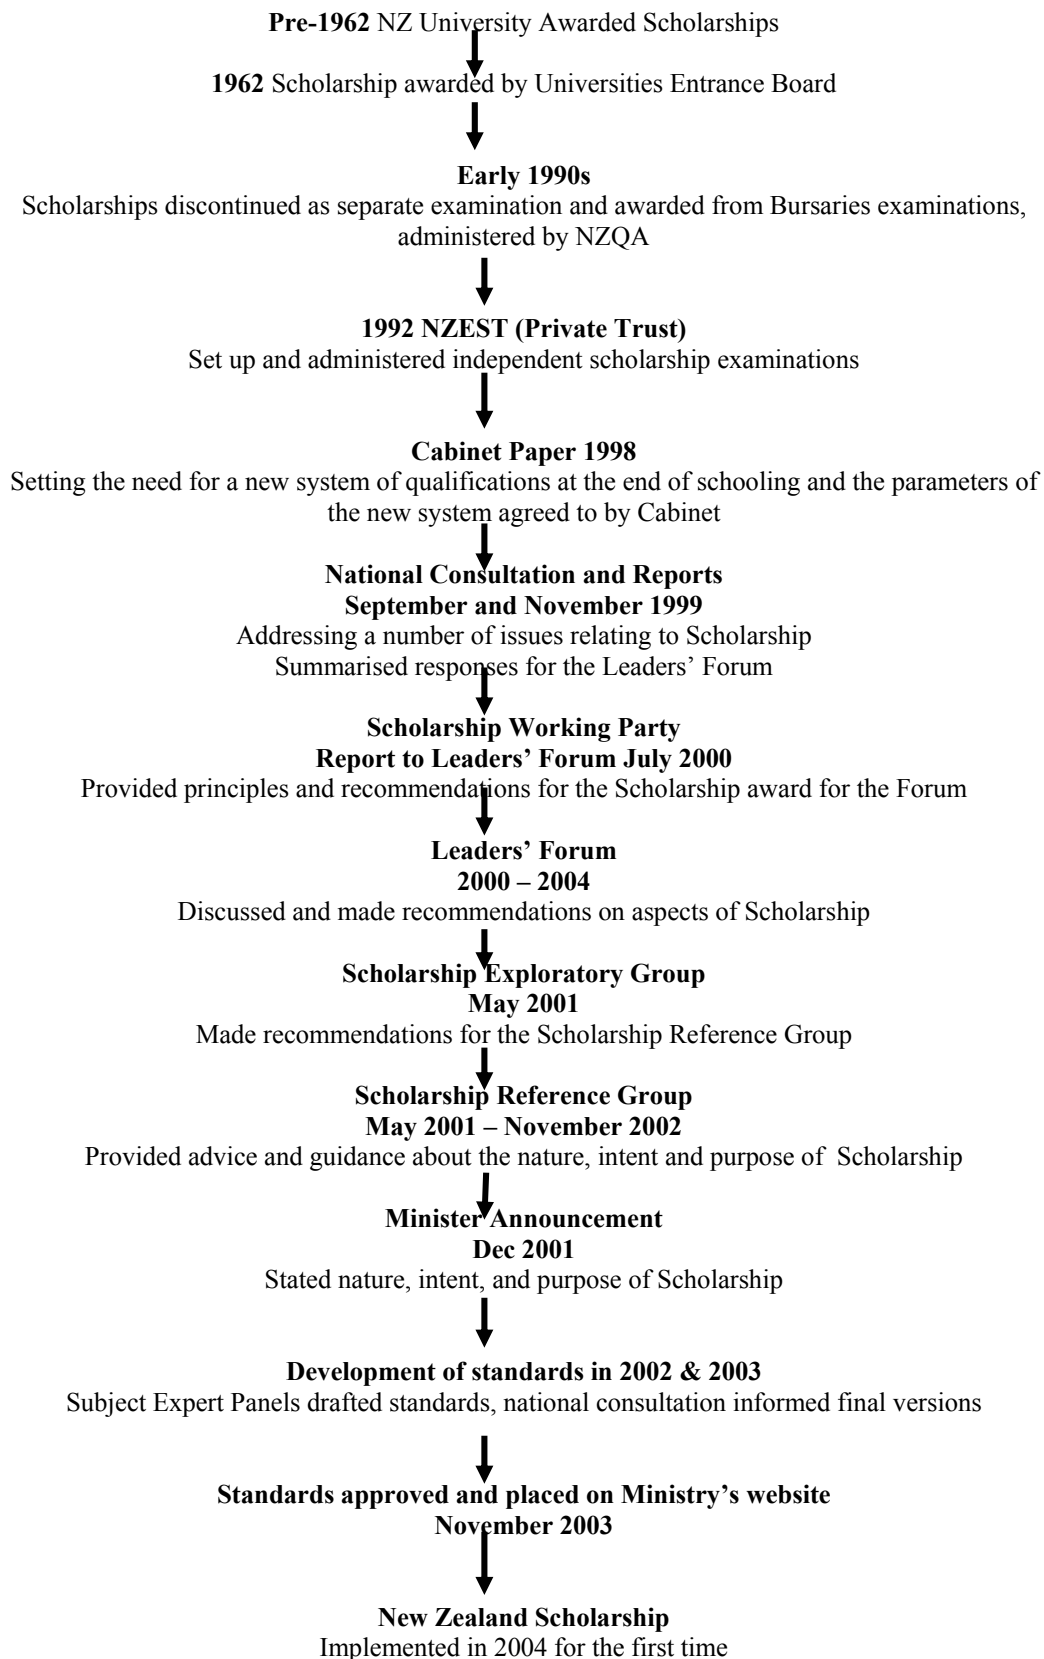 Pre-1962 NZ University Awarded Scholarships
1962 Scholarship awarded by Universities Entrance Board
Early 1990s
Scholarships discontinued as separate examination and awarded from Bursaries examinations,
administered by NZQA
1992 NZEST (Private Trust)
Set up and administered independent scholarship examinations
Cabinet Paper 1998
Setting the need for a new system of qualifications at the end of schooling and the parameters of
the new system agreed to by Cabinet
National Consultation and Reports
September and November 1999
Addressing a number of issues relating to Scholarship
Summarised responses for the Leaders’ Forum
Scholarship Working Party
Report to Leaders’ Forum July 2000
Provided principles and recommendations for the Scholarship award for the Forum
Leaders’ Forum
2000 – 2004
Discussed and made recommendations on aspects of Scholarship
Scholarship Exploratory Group
May 2001
Made recommendations for the Scholarship Reference Group
Scholarship Reference Group
May 2001 – November 2002
Provided advice and guidance about the nature, intent and purpose of Scholarship
Minister Announcement
Dec 2001
Stated nature, intent, and purpose of Scholarship
Development of standards in 2002 & 2003
Subject Expert Panels drafted standards, national consultation informed final versions
Standards approved and placed on Ministry’s website
November 2003
New Zealand Scholarship
Implemented in 2004 for the first time